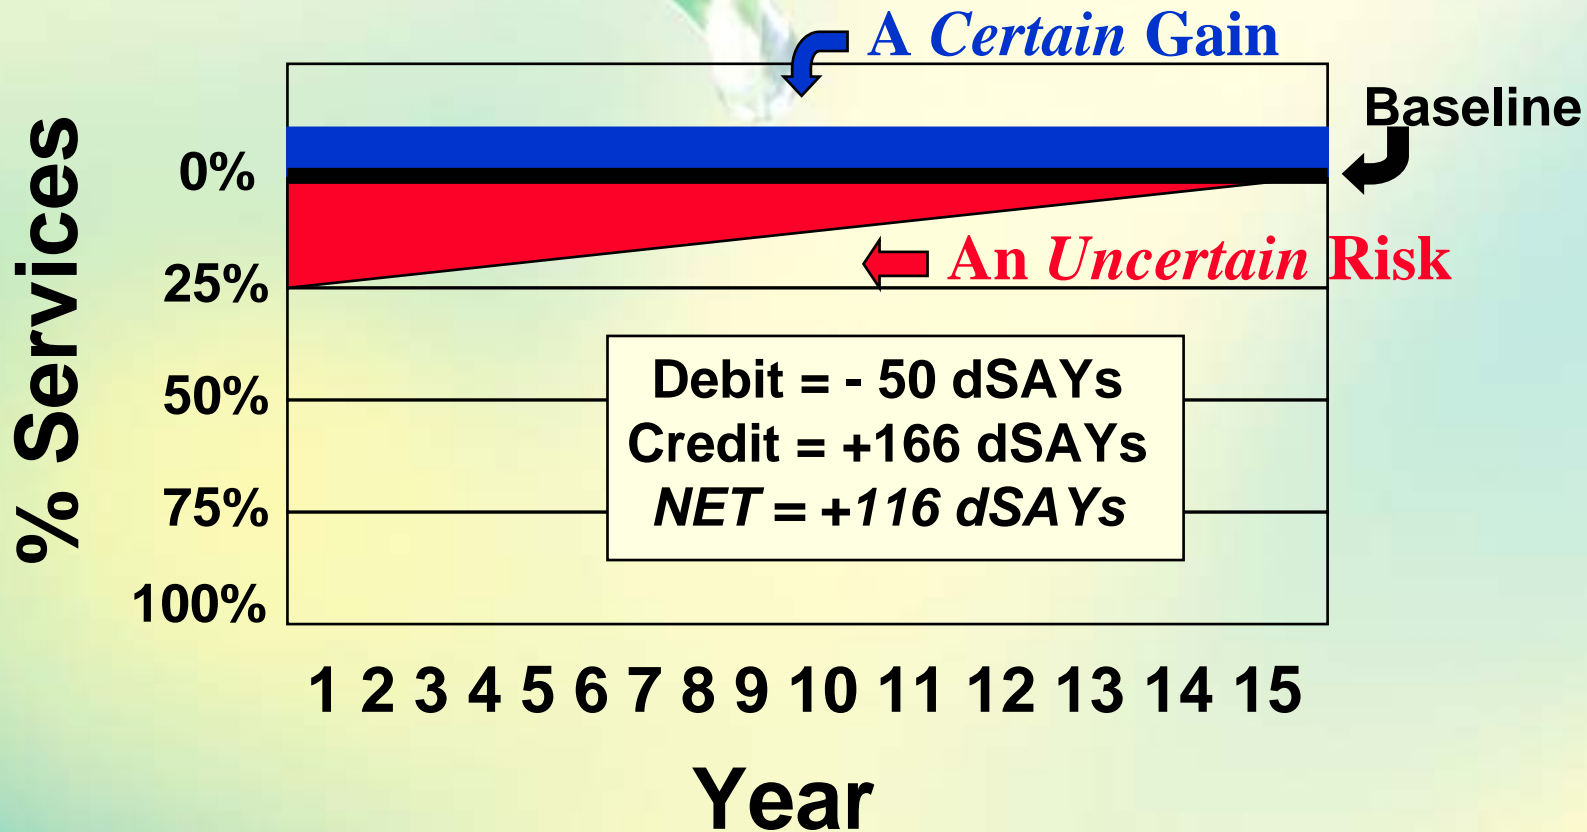 A Certain Gain
Baseline
% Services
0%
25%
50%
75%
100%
An Uncertain Risk
Debit = - 50 dSAYs
Credit = +166 dSAYs
NET = +116 dSAYs
1 2 3 4 5 6 7 8 9 10 11 12 13 14 15
Year